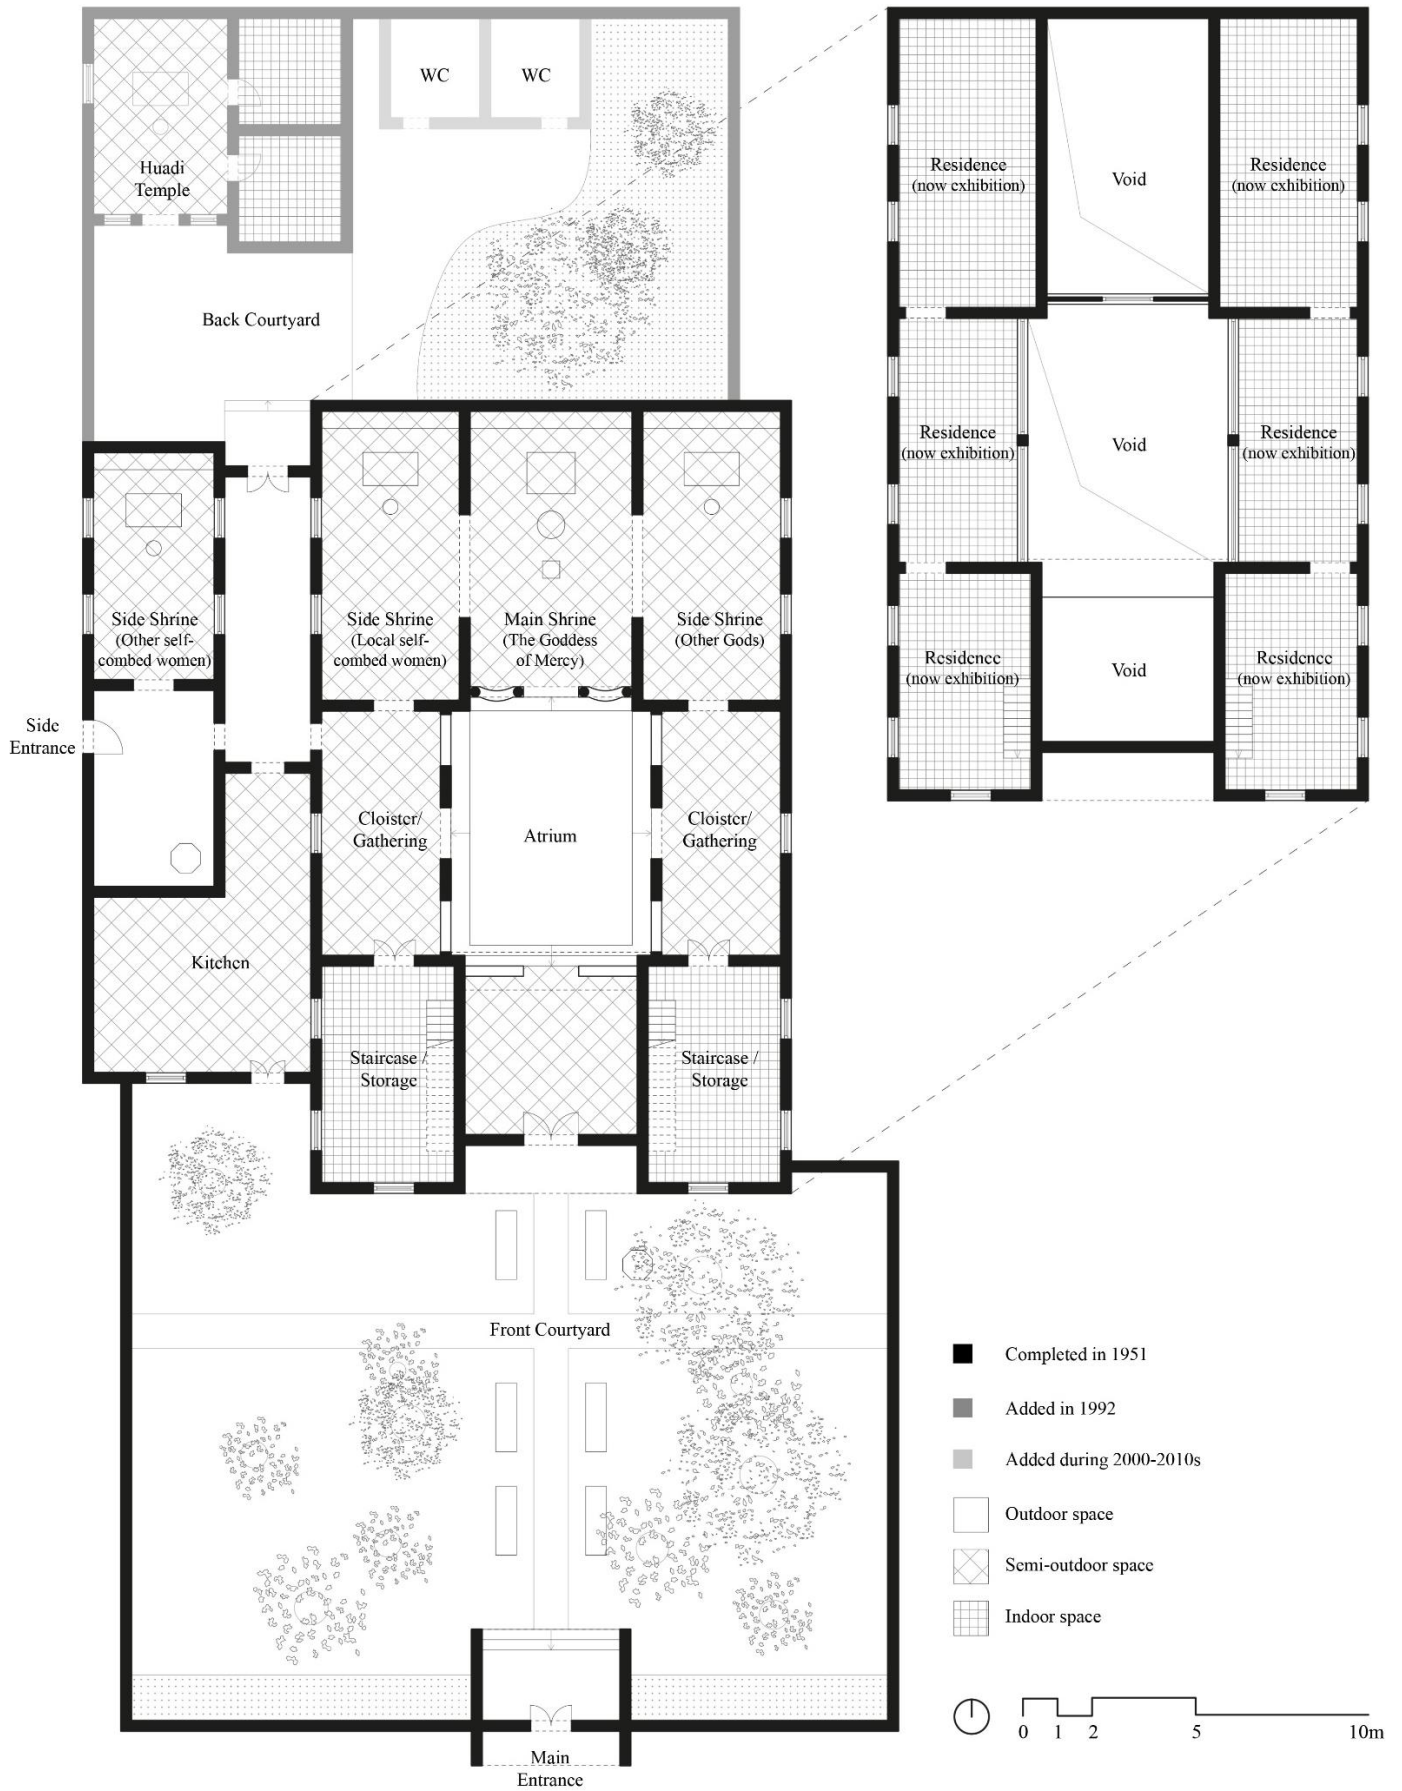 WC
WC
Huadi
Temple
Back Courtyard
Side Shrine
(Other self-
combed women)
Side Shrine
(Local self-
combed women)
Main Shrine
(The Goddess
of Mercy)
Side Shrine
(Other Gods)
Side
Entrance
Cloister/
Gathering
Atrium
Cloister/
Gathering
Kitchen
Staircase /
Storage
Staircase /
Storage
Front Courtyard
Main
Entrance
Residence
(now exhibition)
Void
Residence
(now exhibition)
Residence
(now exhibition)
Void
Residence
(now exhibition)
Residence
(now exhibition)
Void
Residence
(now exhibition)
Completed in 1951
Added in 1992
Added during 2000-2010s
Outdoor space
Semi-outdoor space
Indoor space
0 1 2 5 10m